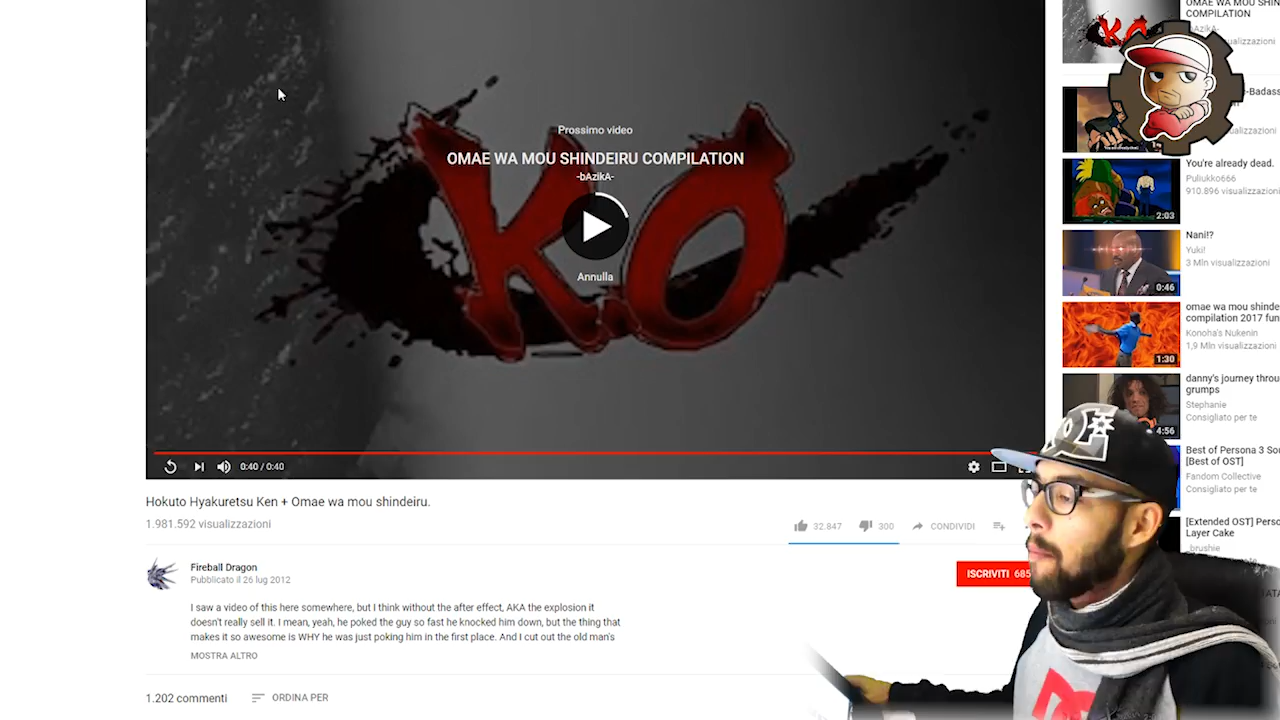 Prossimo video
OMAE WA MOU SHINDEIRU COMPILATION
-bAzikA-
Annulla
0:40 / 0:40
Hokuto Hyakuretsu Ken + Omae wa mou shindeiru.
1.981.592 visualizzazioni
32.847
300
CONDIVIDI
Fireball Dragon
Pubblicato il 26 lug 2012
ISCRIVITI 685
I saw a video of this here somewhere, but I think without the after effect, AKA the explosion it
doesn't really sell it. I mean, yeah, he poked the guy so fast he knocked him down, but the thing that
makes it so awesome is WHY he was just poking him in the first place. And I cut out the old man's
MOSTRA ALTRO
1.202 commenti
ORDINA PER
K.O
OMAE WA MOU SHIN
COMPILATION
-Badass
You're already dead.
Puliukko666
910.896 visualizzazioni
2:03
Nani!?
Yuki!
3 Mln visualizzazioni
0:46
omae wa mou shinde
compilation 2017 fun
Konoha's Nukenin
1,9 Mln visualizzazioni
1:30
danny's journey throu
grumps
Stephanie
Consigliato per te
4:56
Best of Persona 3 So
[Best of OST]
Fandom Collective
Consigliato per te
[Extended OST] Perso
Layer Cake
_brushie